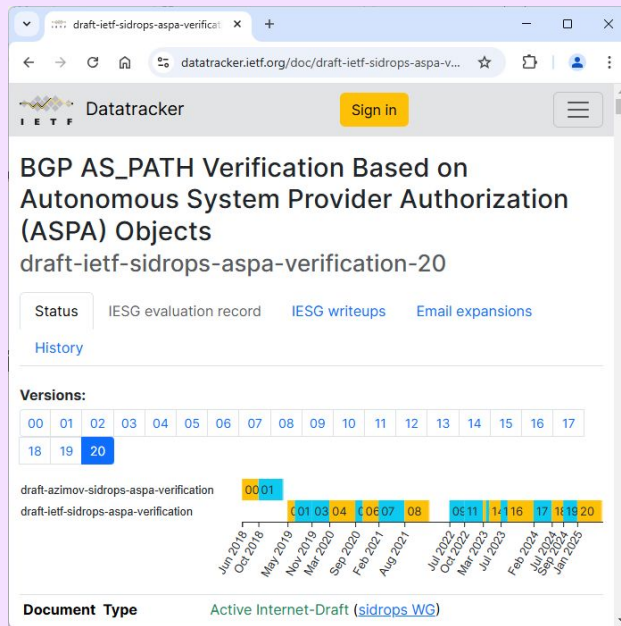 draft-ietf-sidrops-aspa-verificat
datatracker.ietf.org/doc/draft-ietf-sidrops-aspa-v...
I E T F
Datatracker
Sign in
BGP AS_PATH Verification Based on
Autonomous System Provider Authorization
(ASPA) Objects
draft-ietf-sidrops-aspa-verification-20
Status IESG evaluation record IESG writeups Email expansions
History
Versions:
00 01 02 03 04 05 06 07 08 09 10 11 12 13 14 15 16 17
18 19 20
draft-azimov-sidrops-aspa-verification 00 01
draft-ietf-sidrops-aspa-verification 01 03 04 06 07 08 11 16 17 18 19 20
Jun 2018 Oct 2018 May 2019 Nov 2019 Mar 2020 Sep 2020 Feb 2021 Aug 2021 Jul 2022 Oct 2022 Mar 2023 Jul 2023 Feb 2024 Jul 2024 Sep 2024 Jan 2025
Document Type Active Internet-Draft (sidrops WG)